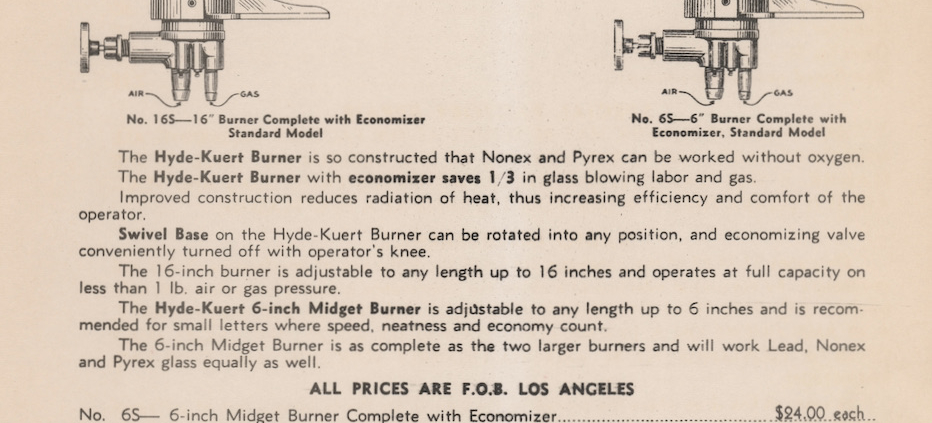 AIR GAS AIR GAS
No. 16S—16" Burner Complete with Economizer
Standard Model
No. 6S—6" Burner Complete with
Economizer, Standard Model
The Hyde-Kuert Burner is so constructed that Nonex and Pyrex can be worked without oxygen.
The Hyde-Kuert Burner with economizer saves 1/3 in glass blowing labor and gas.
Improved construction reduces radiation of heat, thus increasing efficiency and comfort of the
operator.
Swivel Base on the Hyde-Kuert Burner can be rotated into any position, and economizing valve
conveniently turned off with operator's knee.
The 16-inch burner is adjustable to any length up to 16 inches and operates at full capacity on
less than 1 lb. air or gas pressure.
The Hyde-Kuert 6-inch Midget Burner is adjustable to any length up to 6 inches and is recom-
mended for small letters where speed, neatness and economy count.
The 6-inch Midget Burner is as complete as the two larger burners and will work Lead, Nonex
and Pyrex glass equally as well.
ALL PRICES ARE F.O.B. LOS ANGELES
No. 6S— 6-inch Midget Burner Complete with Economizer..............................$24.00 each